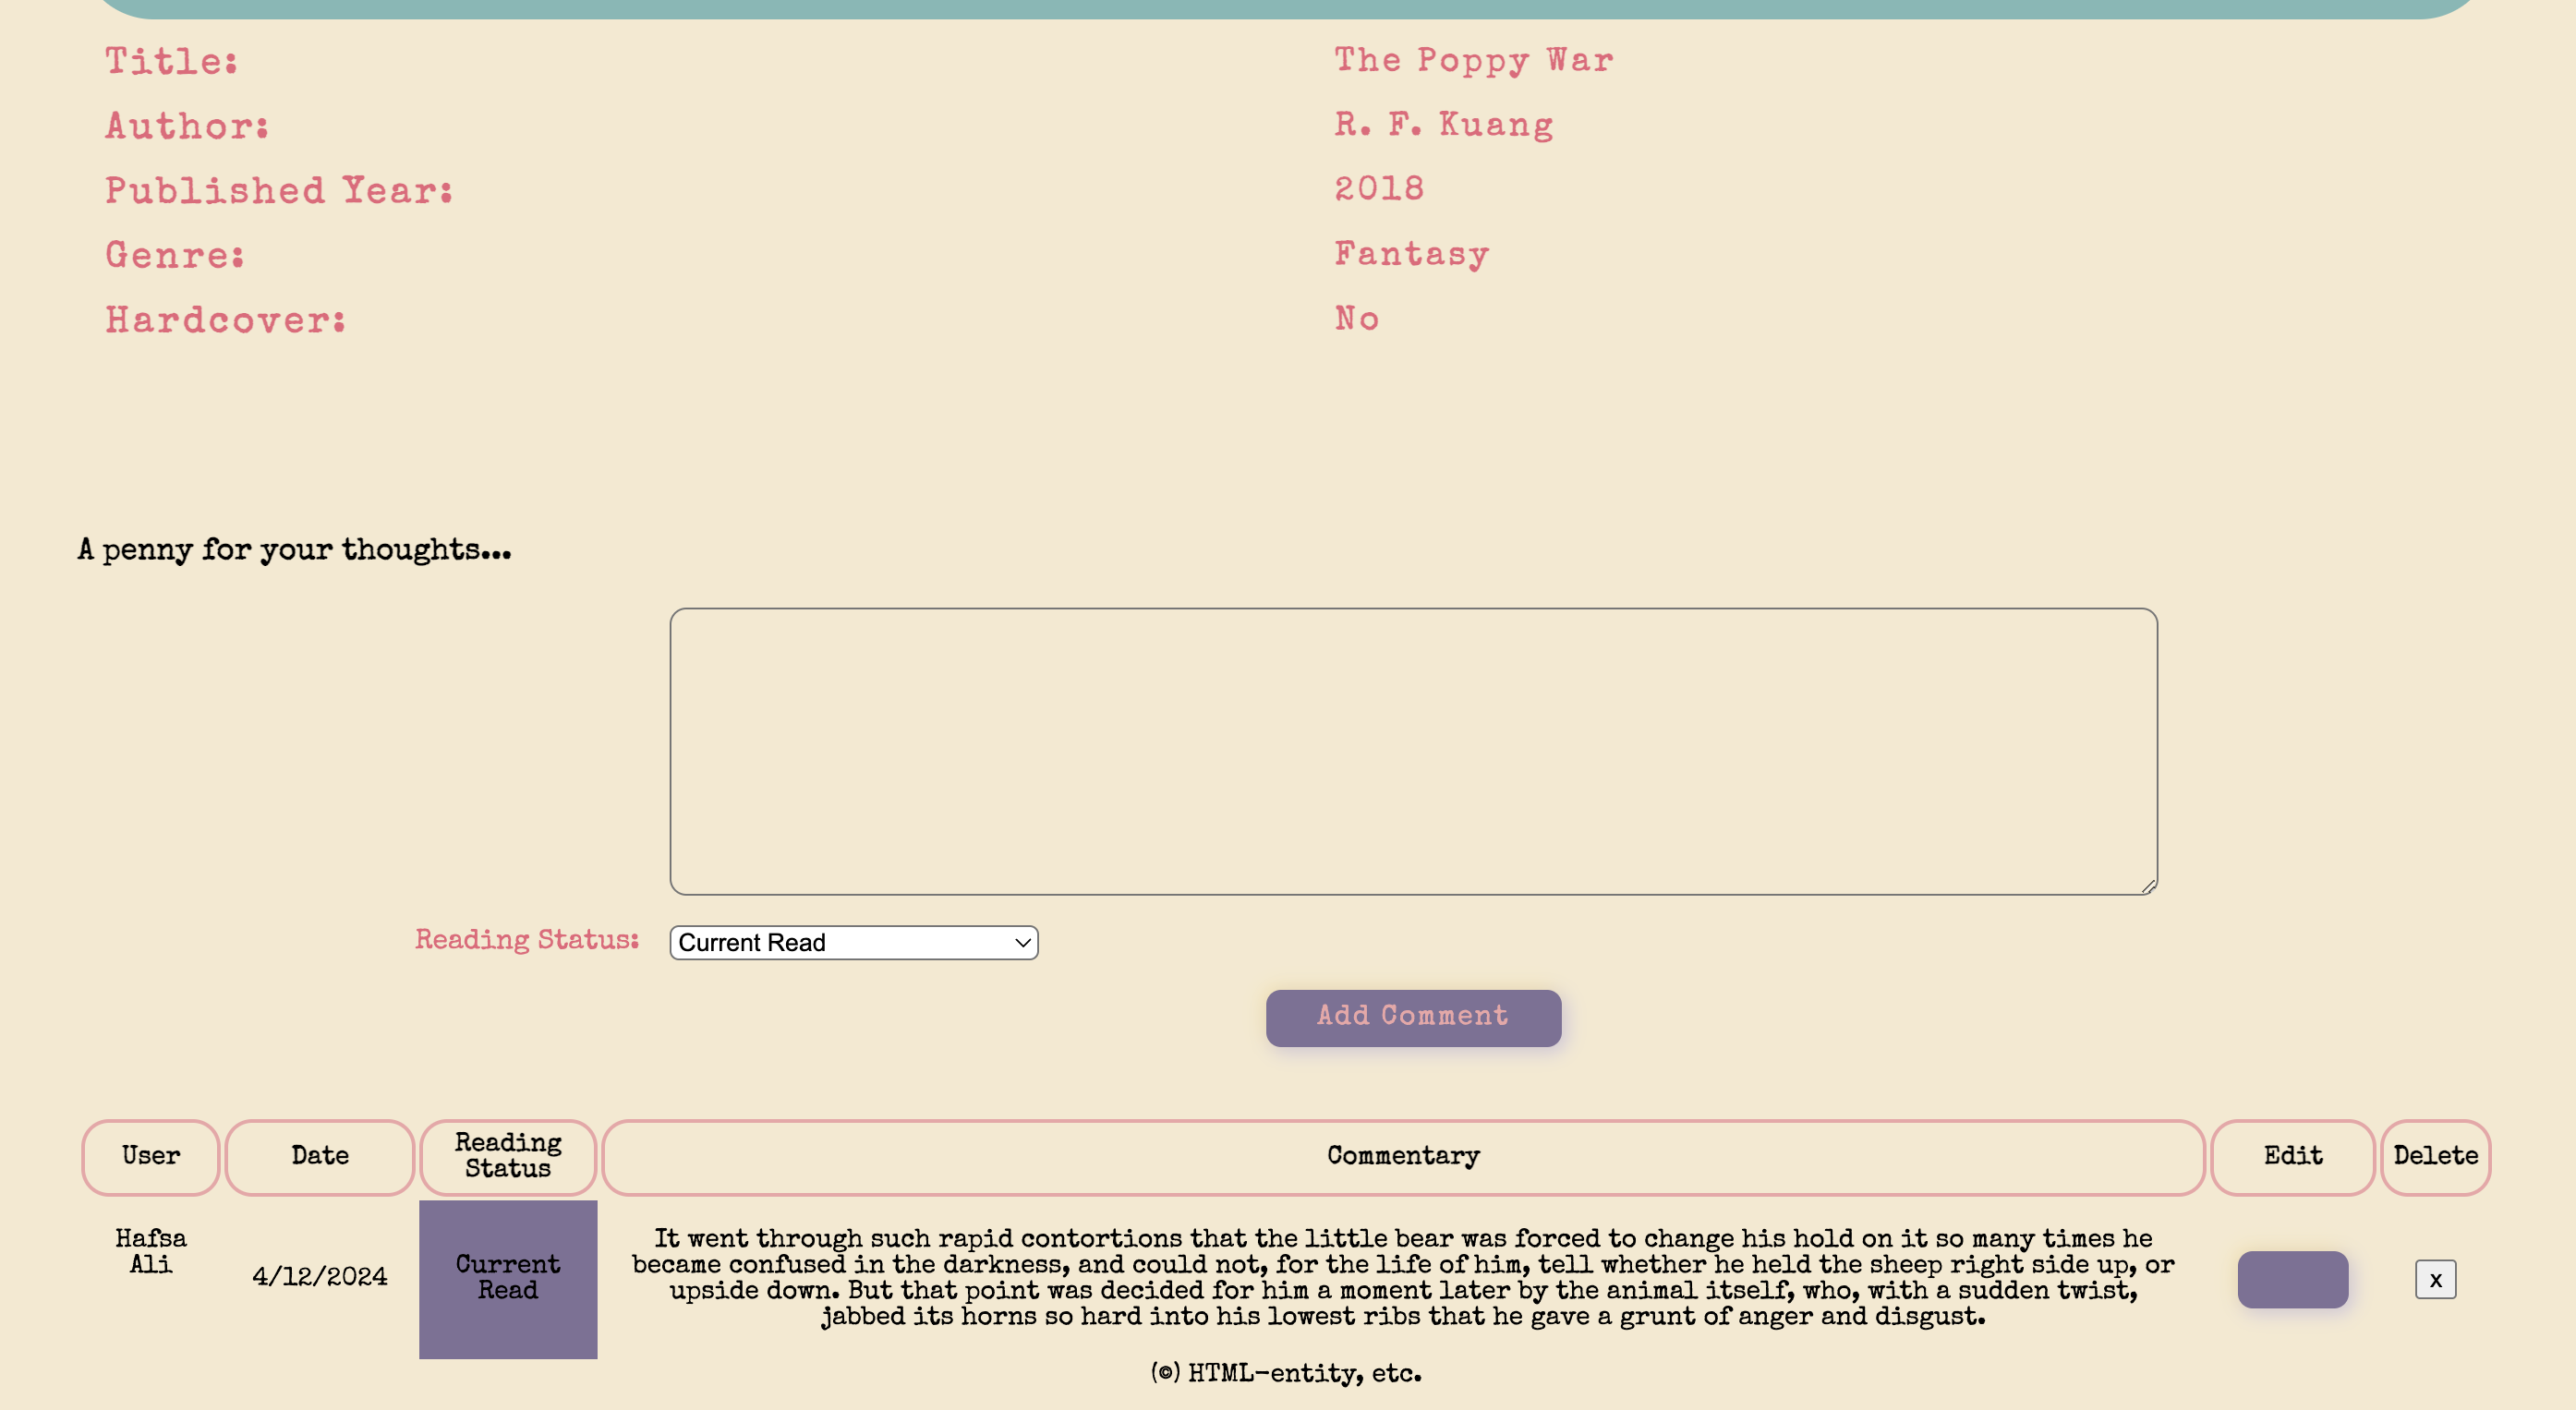 Title: The Poppy War
Author: R. F. Kuang
Published Year: 2018
Genre: Fantasy
Hardcover: No
A penny for your thoughts...
Reading Status: Current Read
Add Comment
User Date Reading Status Commentary Edit Delete
Hafsa
Ali
4/12/2024
Current
Read
It went through such rapid contortions that the little bear was forced to change his hold on it so many times he
became confused in the darkness, and could not, for the life of him, tell whether he held the sheep right side up, or
upside down. But that point was decided for him a moment later by the animal itself, who, with a sudden twist,
jabbed its horns so hard into his lowest ribs that he gave a grunt of anger and disgust.
x
(©) HTML-entity, etc.